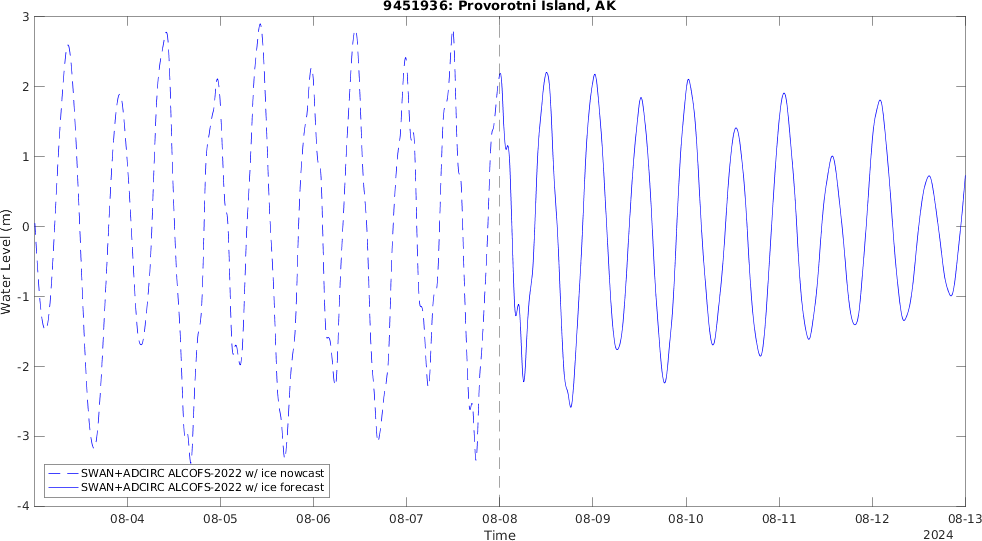 9451936: Provorotni Island, AK
3
2
1
0
-1
-2
-3
-4
Water Level (m)
SWAN+ADCIRC ALCOFS-2022 w/ ice nowcast
SWAN+ADCIRC ALCOFS-2022 w/ ice forecast
08-04 08-05 08-06 08-07 08-08 08-09 08-10 08-11 08-12 08-13
Time
2024